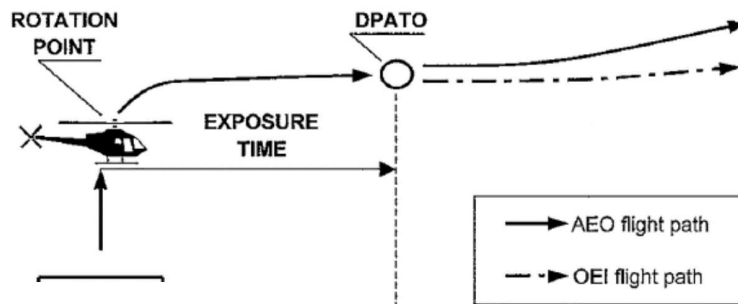 ROTATION
POINT
DPATO
EXPOSURE
TIME
AEO flight path
OEI flight path